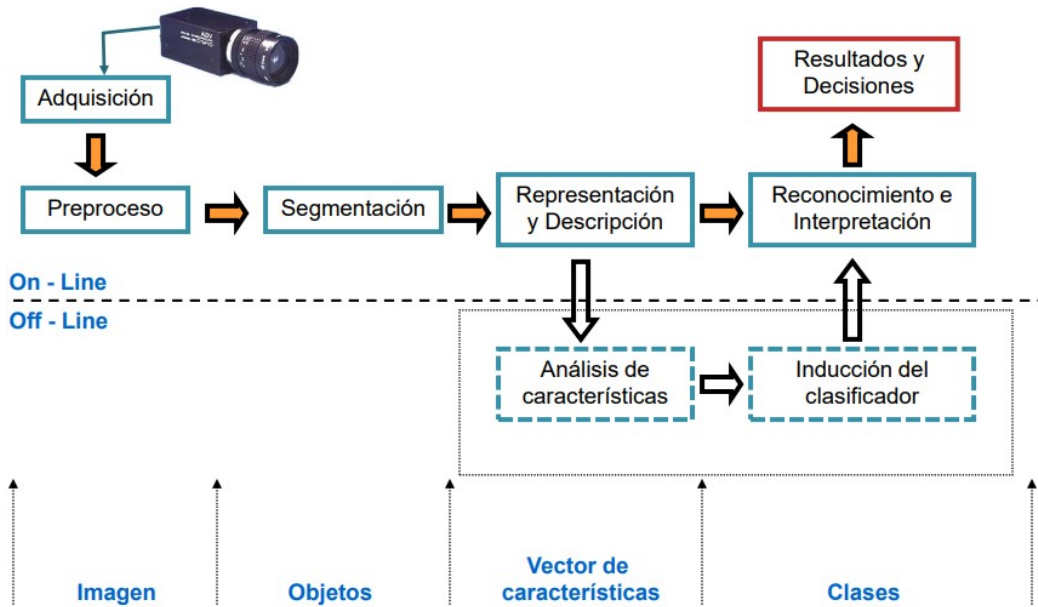 Adquisición
Resultados y
Decisiones
Preproceso
Segmentación
Representación
y Descripción
Reconocimiento e
Interpretación
On - Line
Off - Line
Análisis de
características
Inducción del
clasificador
Imagen
Objetos
Vector de
características
Clases